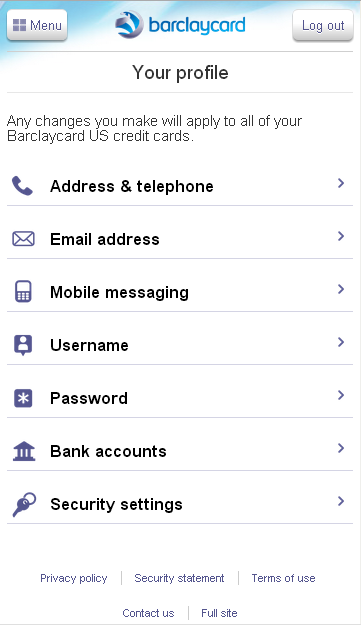 Menu
barclaycard
Log out
Your profile
Any changes you make will apply to all of your
Barclaycard US credit cards.
Address & telephone
Email address
Mobile messaging
Username
Password
Bank accounts
Security settings
Privacy policy
Security statement
Terms of use
Contact us
Full site